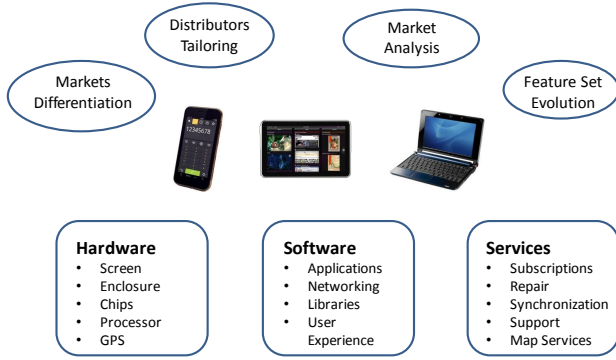 Distributors
Tailoring
Market
Analysis
Markets
Differentiation
Feature Set
Evolution
12345678
Hardware
• Screen
• Enclosure
• Chips
• Processor
• GPS
Software
• Applications
• Networking
• Libraries
• User
Experience
Services
• Subscriptions
• Repair
• Synchronization
• Support
• Map Services